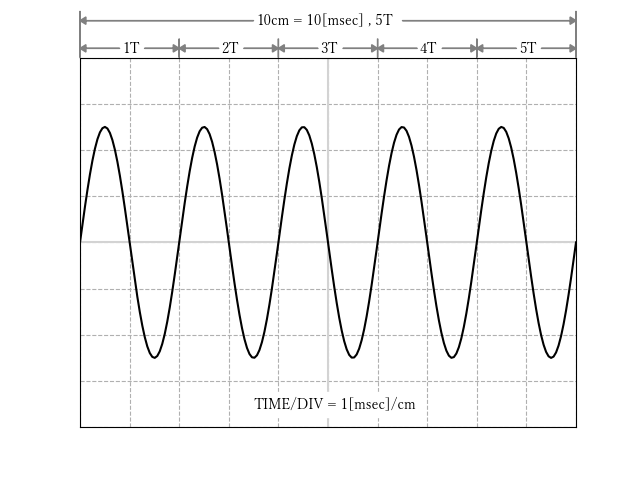 10cm = 10[msec] , 5T
1T 2T 3T 4T 5T
TIME/DIV = 1[msec]/cm